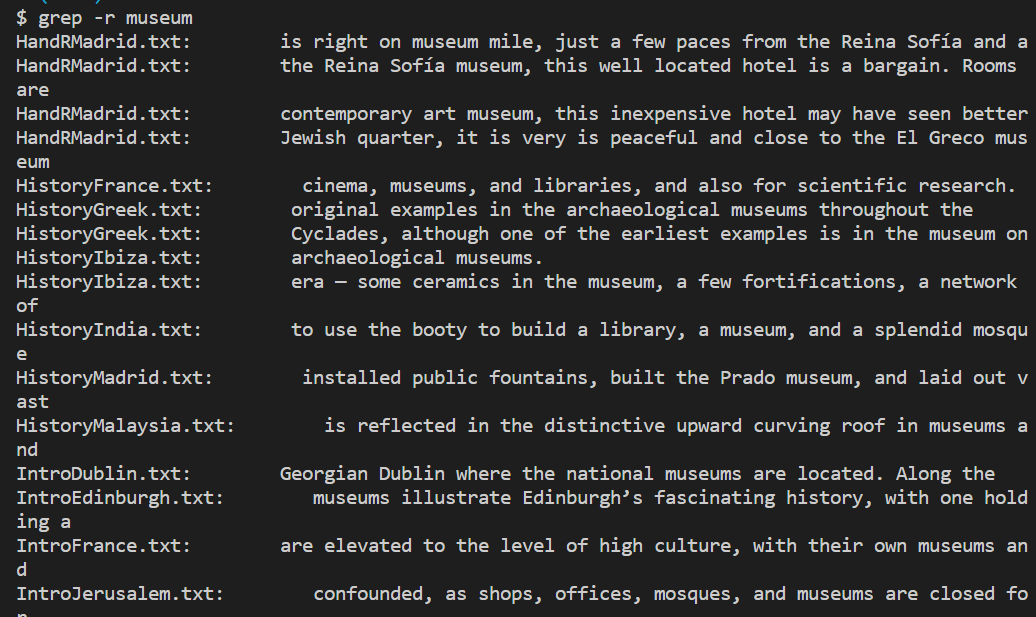 $ grep -r museum
HandRMadrid.txt:        is right on museum mile, just a few paces from the Reina Sofía and a
HandRMadrid.txt:        the Reina Sofía museum, this well located hotel is a bargain. Rooms
are
HandRMadrid.txt:        contemporary art museum, this inexpensive hotel may have seen better
HandRMadrid.txt:        Jewish quarter, it is very is peaceful and close to the El Greco mus
eum
HistoryFrance.txt:        cinema, museums, and libraries, and also for scientific research.
HistoryGreek.txt:        original examples in the archaeological museums throughout the
HistoryGreek.txt:        Cyclades, although one of the earliest examples is in the museum on
HistoryIbiza.txt:        archaeological museums.
HistoryIbiza.txt:        era — some ceramics in the museum, a few fortifications, a network
of
HistoryIndia.txt:        to use the booty to build a library, a museum, and a splendid mosqu
e
HistoryMadrid.txt:        installed public fountains, built the Prado museum, and laid out v
ast
HistoryMalaysia.txt:        is reflected in the distinctive upward curving roof in museums a
nd
IntroDublin.txt:        Georgian Dublin where the national museums are located. Along the
IntroEdinburgh.txt:        museums illustrate Edinburgh’s fascinating history, with one hold
ing a
IntroFrance.txt:        are elevated to the level of high culture, with their own museums an
d
IntroJerusalem.txt:        confounded, as shops, offices, mosques, and museums are closed fo